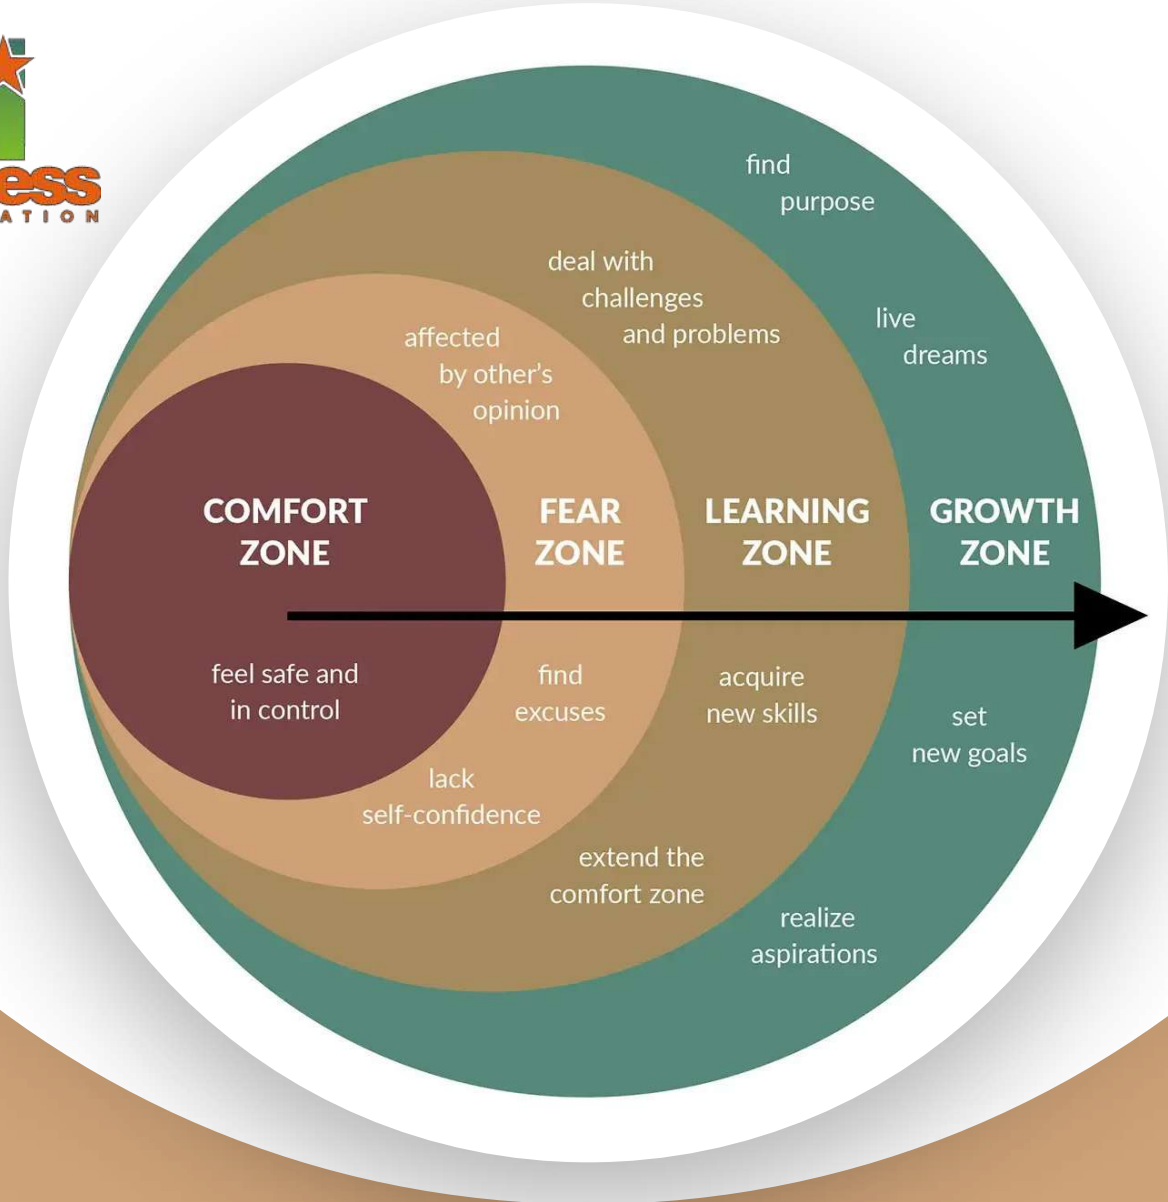 ess
ATION
find
purpose
deal with
challenges
and problems
live
dreams
affected
by other's
opinion
COMFORT
ZONE
FEAR
ZONE
LEARNING
ZONE
GROWTH
ZONE
feel safe and
in control
find
excuses
acquire
new skills
set
new goals
lack
self-confidence
extend the
comfort zone
realize
aspirations